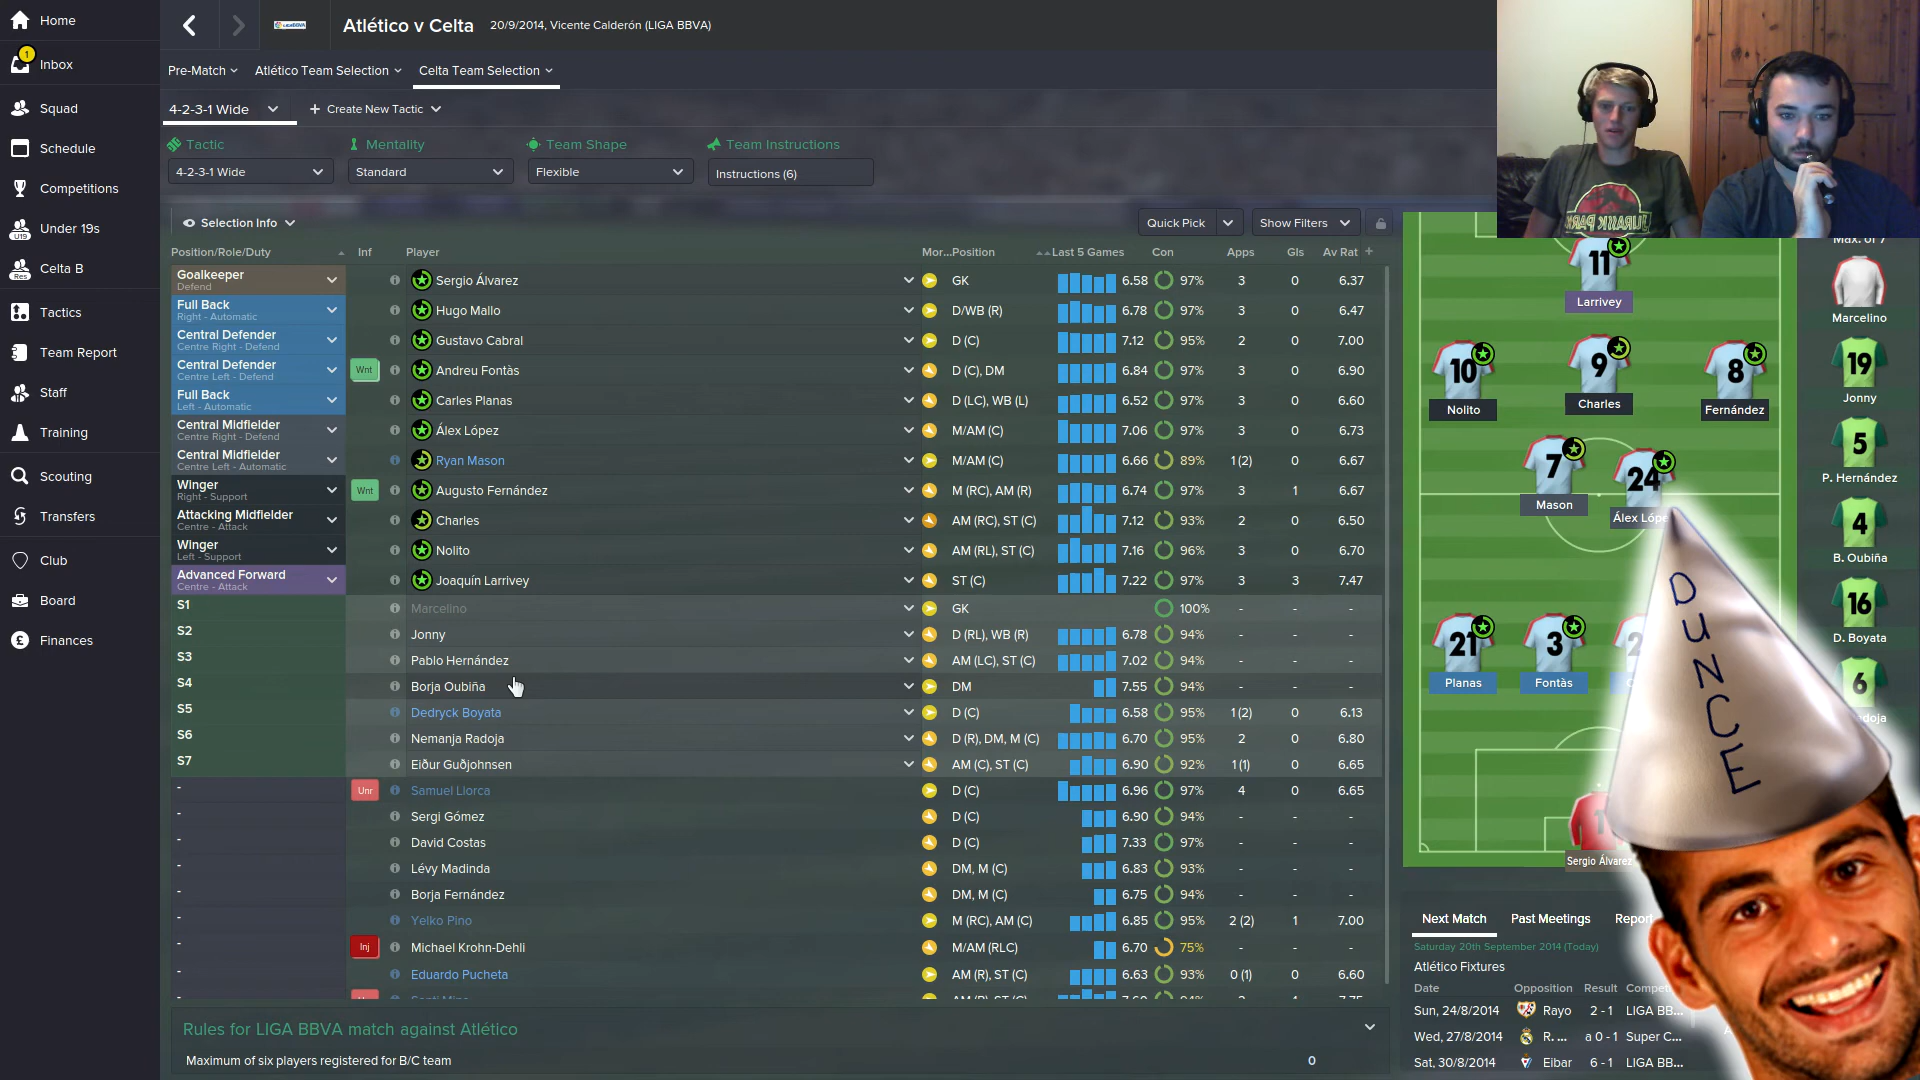 Home
Inbox
1
Squad
Schedule
Competitions
Under 19s
Celta B
Tactics
Team Report
Staff
Training
Scouting
Transfers
Club
Board
Finances
Atlético v Celta
20/9/2014, Vicente Calderón (LIGA BBVA)
Pre-Match
Atlético Team Selection
Celta Team Selection
4-2-3-1 Wide
Create New Tactic
Tactic
Mentality
Team Shape
Team Instructions
4-2-3-1 Wide
Standard
Flexible
Instructions (6)
Selection Info
Quick Pick
Show Filters
Position/Role/Duty Inf Player Mor... Position Last 5 Games Con Apps Gls Av Rat
Goalkeeper Defend Sergio Álvarez GK 6.58 97% 3 0 6.37
Full Back Right - Automatic Hugo Mallo D/WB (R) 6.78 97% 3 0 6.47
Central Defender Centre Right - Defend Gustavo Cabral D (C) 7.12 95% 2 0 7.00
Central Defender Centre Left - Defend Wnt Andreu Fontàs D (C), DM 6.84 97% 3 0 6.90
Full Back Left - Automatic Carles Planas D (LC), WB (L) 6.52 97% 3 0 6.60
Central Midfielder Centre Right - Defend Álex López M/AM (C) 7.06 97% 3 0 6.73
Central Midfielder Centre Left - Automatic Ryan Mason M/AM (C) 6.66 89% 1 (2) 0 6.67
Winger Right - Support Wnt Augusto Fernández M (RC), AM (R) 6.74 97% 3 1 6.67
Attacking Midfielder Centre - Attack Charles AM (RC), ST (C) 7.12 93% 2 0 6.50
Winger Left - Support Nolito AM (RL), ST (C) 7.16 96% 3 0 6.70
Advanced Forward Centre - Attack Joaquín Larrivey ST (C) 7.22 97% 3 3 7.47
S1 Marcelino GK 100% - - -
S2 Jonny D (RL), WB (R) 6.78 94% - - -
S3 Pablo Hernández AM (LC), ST (C) 7.02 94% - - -
S4 Borja Oubiña DM 7.55 94% - - -
S5 Dedryck Boyata D (C) 6.58 95% 1 (2) 0 6.13
S6 Nemanja Radoja D (R), DM, M (C) 6.70 95% 2 0 6.80
S7 Eiður Guðjohnsen AM (C), ST (C) 6.90 92% 1 (1) 0 6.65
- Unr Samuel Llorca D (C) 6.96 97% 4 0 6.65
- Sergi Gómez D (C) 6.90 94% - - -
- David Costas D (C) 7.33 97% - - -
- Lévy Madinda DM, M (C) 6.83 93% - - -
- Borja Fernández DM, M (C) 6.75 94% - - -
- Yelko Pino M (RC), AM (C) 6.85 95% 2 (2) 1 7.00
- Inj Michael Krohn-Dehli M/AM (RLC) 6.70 75% - - -
- Eduardo Pucheta AM (R), ST (C) 6.63 93% 0 (1) 0 6.60
Rules for LIGA BBVA match against Atlético
Maximum of six players registered for B/C team 0
JURASSIC PARK
11
Larrivey
10
Nolito
9
Charles
8
Fernández
7
Mason
24
Álex Lópe
21
Planas
3
Fontàs
Sergio Álvarez
Max. of 7
Marcelino
19
Jonny
5
P. Hernández
4
B. Oubiña
16
D. Boyata
6
DUNCE
Next Match
Past Meetings
Report
Saturday 20th September 2014 (Today)
Atlético Fixtures
Date Opposition Result Compet
Sun, 24/8/2014 Rayo 2 - 1 LIGA BB...
Wed, 27/8/2014 R. ... a 0 - 1 Super C...
Sat, 30/8/2014 Eibar 6 - 1 LIGA BB...